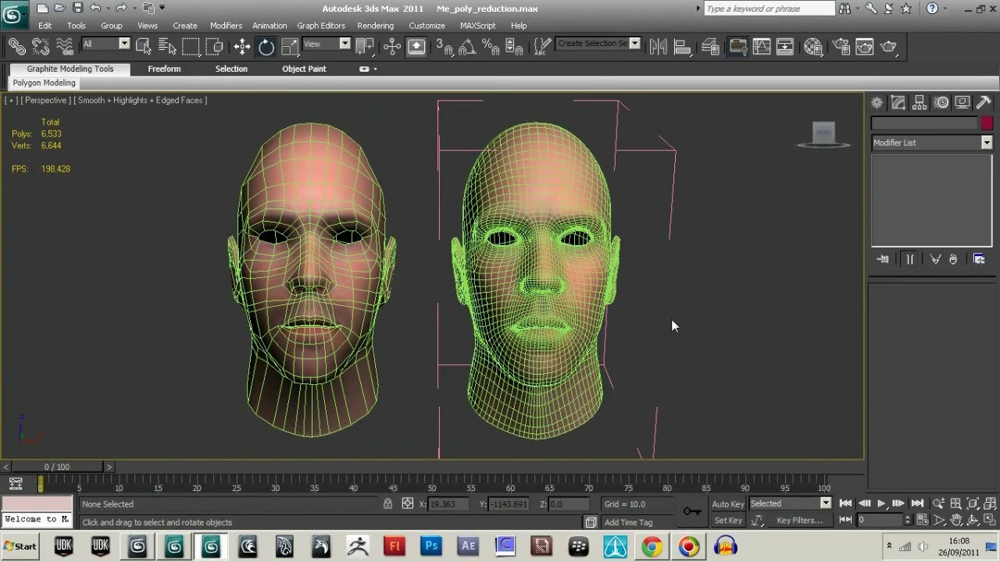 Autodesk 3ds Max 2011 Me_poly_reduction.max
Type a keyword or phrase
Edit Tools Group Views Create Modifiers Animation Graph Editors Rendering Customize MAXScript Help
All View Create Selection Se
Graphite Modeling Tools Freeform Selection Object Paint
Polygon Modeling
[ + ] [ Perspective ] [ Smooth + Highlights + Edged Faces ]
Total
Polys: 6,533
Verts: 6,644
FPS: 198.428
FRONT
Modifier List
0 / 100
0 5 10 15 20 25 30 35 40 45 50 55 60 65 70 75 80 85 90 95 100
None Selected X: 19.363 Y: -1143.691 Z: 0.0 Grid = 10.0 Auto Key Selected
Welcome to M Click and drag to select and rotate objects Add Time Tag Set Key Key Filters... 0
Start UDK UDK Fl Ps Ae 16:08
26/09/2011